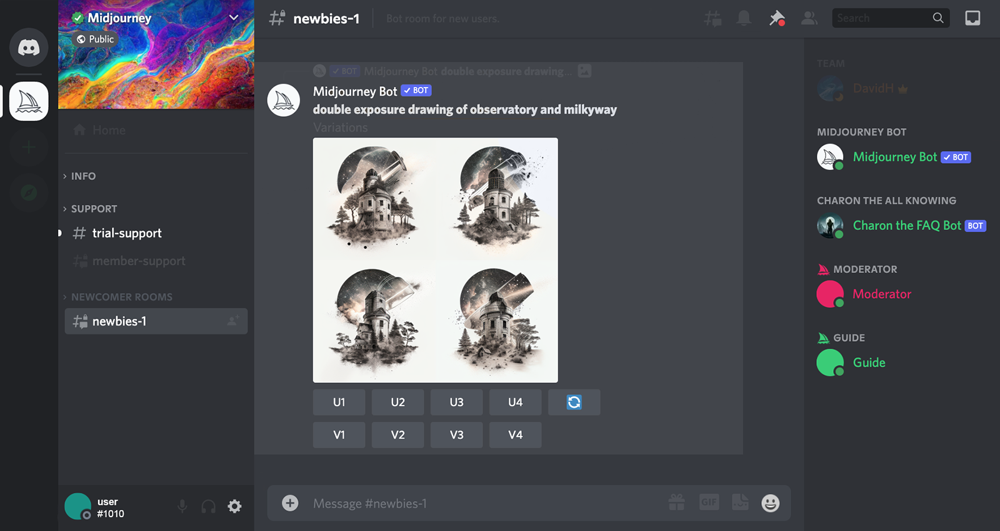 Midjourney
Public
Home
INFO
SUPPORT
trial-support
member-support
NEWCOMER ROOMS
newbies-1
user
#1010
newbies-1
Bot room for new users.
Search
BOT Midjourney Bot double exposure drawing...
Midjourney Bot BOT
double exposure drawing of observatory and milkyway
Variations
U1 U2 U3 U4
V1 V2 V3 V4
Message #newbies-1
GIF
TEAM
DavidH
MIDJOURNEY BOT
Midjourney Bot BOT
CHARON THE ALL KNOWING
Charon the FAQ Bot BOT
MODERATOR
Moderator
GUIDE
Guide